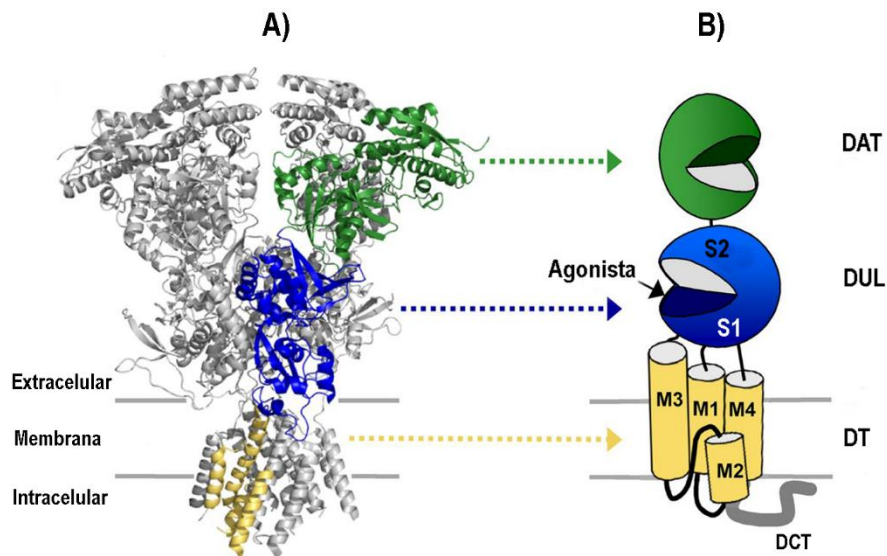 A)
B)
DAT
S2
Agonista
DUL
S1
Extracelular
M3
M1
M4
Membrana
DT
M2
Intracelular
DCT